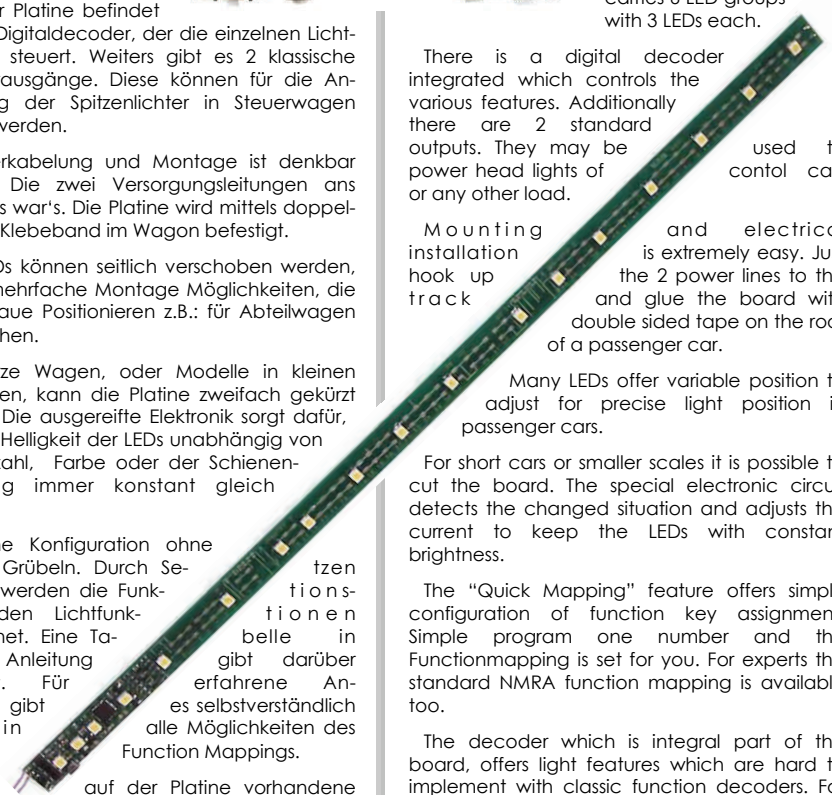 r Platine befindet
Digitaldecoder, der die einzelnen Licht-
steuert. Weiters gibt es 2 klassische
rausgänge. Diese können für die An-
g der Spitzenlichter in Steuerwagen
werden.
rkabelung und Montage ist denkbar
Die zwei Versorgungsleitungen ans
s war's. Die Platine wird mittels doppel-
Klebeband im Wagon befestigt.
Ds können seitlich verschoben werden,
mehrfache Montage Möglichkeiten, die
aue Positionieren z.B.: für Abteilwagen
hen.
ze Wagen, oder Modelle in kleinen
en, kann die Platine zweifach gekürzt
Die ausgereifte Elektronik sorgt dafür,
Helligkeit der LEDs unabhängig von
zahl, Farbe oder der Schienen-
g immer konstant gleich
ne Konfiguration ohne
Grübeln. Durch Se- tzen
werden die Funk- tions-
den Lichtfunk- tionen
net. Eine Ta- belle in
Anleitung gibt darüber
. Für erfahrene An-
gibt es selbstverständlich
in alle Möglichkeiten des
Function Mappings.
auf der Platine vorhandene
with 3 LEDs each.
There is a digital decoder
integrated which controls the
various features. Additionally
there are 2 standard
outputs. They may be used t
power head lights of contol ca
or any other load.
Mounting and electrica
installation is extremely easy. Ju
hook up the 2 power lines to th
track and glue the board wit
double sided tape on the roo
of a passenger car.
Many LEDs offer variable position t
adjust for precise light position i
passenger cars.
For short cars or smaller scales it is possible t
cut the board. The special electronic circu
detects the changed situation and adjusts th
current to keep the LEDs with constan
brightness.
The “Quick Mapping” feature offers simpl
configuration of function key assignmen
Simple program one number and th
Functionmapping is set for you. For experts th
standard NMRA function mapping is availabl
too.
The decoder which is integral part of th
board, offers light features which are hard t
implement with classic function decoders. Fo